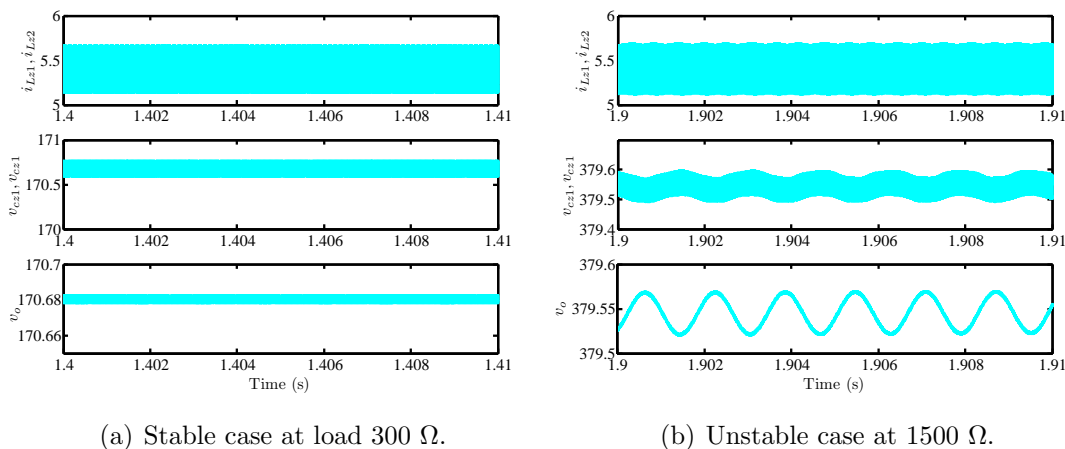 6
5.5
5
i_{Lz1}, i_{Lz2}
1.4 1.402 1.404 1.406 1.408 1.41
171
170.5
170
v_{cz1}, v_{cz1}
1.4 1.402 1.404 1.406 1.408 1.41
170.7
170.68
170.66
v_o
1.4 1.402 1.404 1.406 1.408 1.41
Time (s)
(a) Stable case at load 300 Ω.
6
5.5
5
i_{Lz1}, i_{Lz2}
1.9 1.902 1.904 1.906 1.908 1.91
379.6
379.5
379.4
v_{cz1}, v_{cz1}
1.9 1.902 1.904 1.906 1.908 1.91
379.6
379.55
379.5
v_o
1.9 1.902 1.904 1.906 1.908 1.91
Time (s)
(b) Unstable case at 1500 Ω.